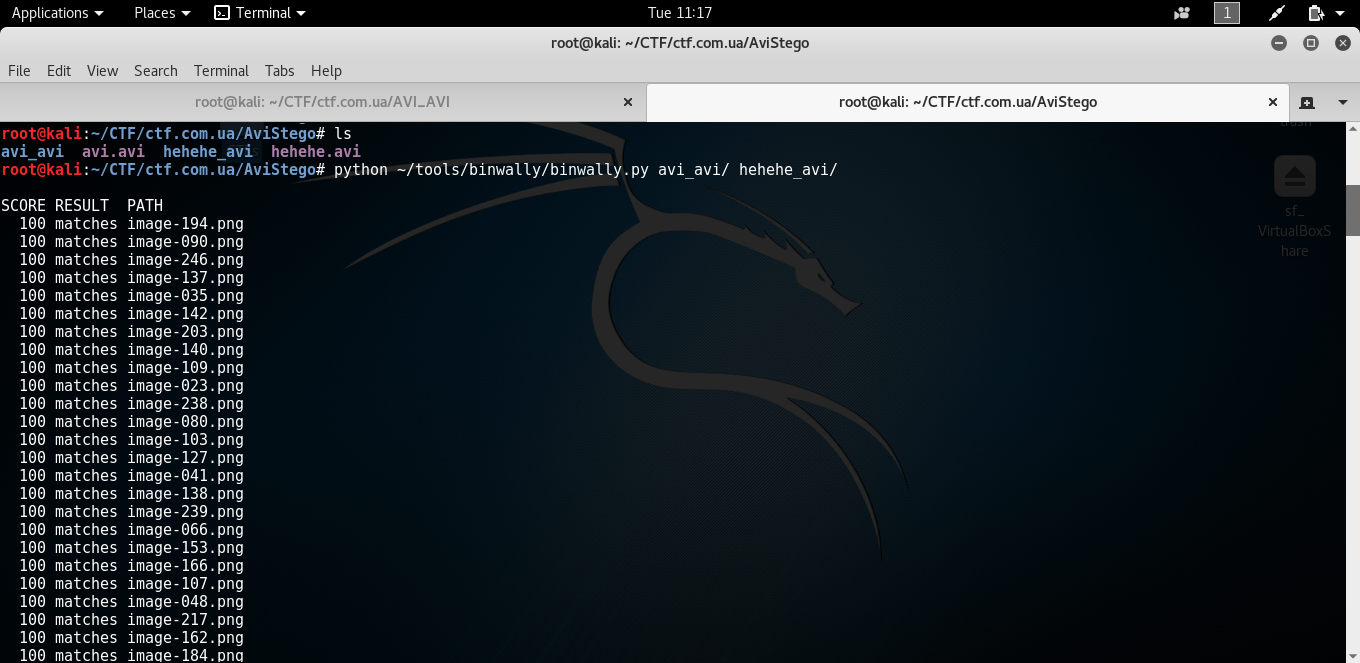 Applications Places Terminal Tue 11:17 1
root@kali: ~/CTF/ctf.com.ua/AviStego
File Edit View Search Terminal Tabs Help
root@kali: ~/CTF/ctf.com.ua/AVI_AVI × root@kali: ~/CTF/ctf.com.ua/AviStego ×
root@kali:~/CTF/ctf.com.ua/AviStego# ls
avi_avi avi.avi hehehe_avi hehehe.avi
root@kali:~/CTF/ctf.com.ua/AviStego# python ~/tools/binwally/binwally.py avi_avi/ hehehe_avi/
SCORE RESULT PATH
100 matches image-194.png
100 matches image-090.png
100 matches image-246.png
100 matches image-137.png
100 matches image-035.png
100 matches image-142.png
100 matches image-203.png
100 matches image-140.png
100 matches image-109.png
100 matches image-023.png
100 matches image-238.png
100 matches image-080.png
100 matches image-103.png
100 matches image-127.png
100 matches image-041.png
100 matches image-138.png
100 matches image-239.png
100 matches image-066.png
100 matches image-153.png
100 matches image-166.png
100 matches image-107.png
100 matches image-048.png
100 matches image-217.png
100 matches image-162.png
100 matches image-184.png
sf_
VirtualBoxS
hare